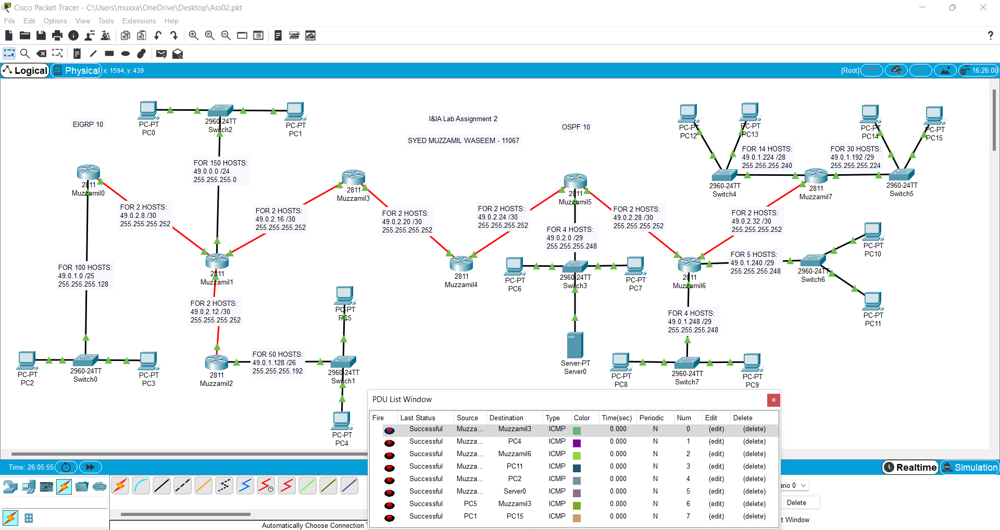 Cisco Packet Tracer - C:\Users\muxxa\OneDrive\Desktop\Ass02.pkt
File Edit Options View Tools Extensions Help
?
Logical Physical x: 1594, y: 439 [Root] 16:26:00
EIGRP 10
PC-PT
PC0
2960-24TT
Switch2
PC-PT
PC1
I&IA Lab Assignment 2
SYED MUZZAMIL WASEEM - 11067
OSPF 10
PC-PT
PC12
PC-PT
PC13
PC-PT
PC14
PC-PT
PC15
FOR 14 HOSTS:
49.0.1.224 /28
255.255.255.240
FOR 30 HOSTS:
49.0.1.192 /29
255.255.255.224
FOR 150 HOSTS:
49.0.0.0 /24
255.255.255.0
2811
Muzzamil0
2811
Muzzamil3
2811
Muzzamil5
2960-24TT
Switch4
2811
Muzzamil7
2960-24TT
Switch5
FOR 2 HOSTS:
49.0.2.8 /30
255.255.255.252
FOR 2 HOSTS:
49.0.2.16 /30
255.255.255.252
FOR 2 HOSTS:
49.0.2.20 /30
255.255.255.252
FOR 2 HOSTS:
49.0.2.24 /30
255.255.255.252
FOR 2 HOSTS:
49.0.2.28 /30
255.255.255.252
FOR 2 HOSTS:
49.0.2.32 /30
255.255.255.252
FOR 4 HOSTS:
49.0.2.0 /29
255.255.255.248
PC-PT
PC10
FOR 100 HOSTS:
49.0.1.0 /25
255.255.255.128
2811
Muzzamil1
2811
Muzzamil4
PC-PT
PC6
2960-24TT
Switch3
PC-PT
PC7
2811
Muzzamil6
FOR 5 HOSTS:
49.0.1.240 /29
255.255.255.248
2960-24TT
Switch6
FOR 2 HOSTS:
49.0.2.12 /30
255.255.255.252
PC-PT
PC5
FOR 4 HOSTS:
49.0.1.248 /29
255.255.255.248
PC-PT
PC11
PC-PT
PC2
2960-24TT
Switch0
PC-PT
PC3
2811
Muzzamil2
FOR 50 HOSTS:
49.0.1.128 /26
255.255.255.192
2960-24TT
Switch1
Server-PT
Server0
PC-PT
PC8
2960-24TT
Switch7
PC-PT
PC9
PC-PT
PC4
PDU List Window
Fire Last Status Source Destination Type Color Time(sec) Periodic Num Edit Delete
Successful Muzza... Muzzamil3 ICMP 0.000 N 0 (edit) (delete)
Successful Muzza... PC4 ICMP 0.000 N 1 (edit) (delete)
Successful Muzza... Muzzamil6 ICMP 0.000 N 2 (edit) (delete)
Successful Muzza... PC11 ICMP 0.000 N 3 (edit) (delete)
Successful Muzza... PC2 ICMP 0.000 N 4 (edit) (delete)
Successful Muzza... Server0 ICMP 0.000 N 5 (edit) (delete)
Successful PC5 Muzzamil3 ICMP 0.000 N 6 (edit) (delete)
Successful PC1 PC15 ICMP 0.000 N 7 (edit) (delete)
Time: 26:05:55
Realtime Simulation
ario 0
Delete
t Window
Automatically Choose Connection